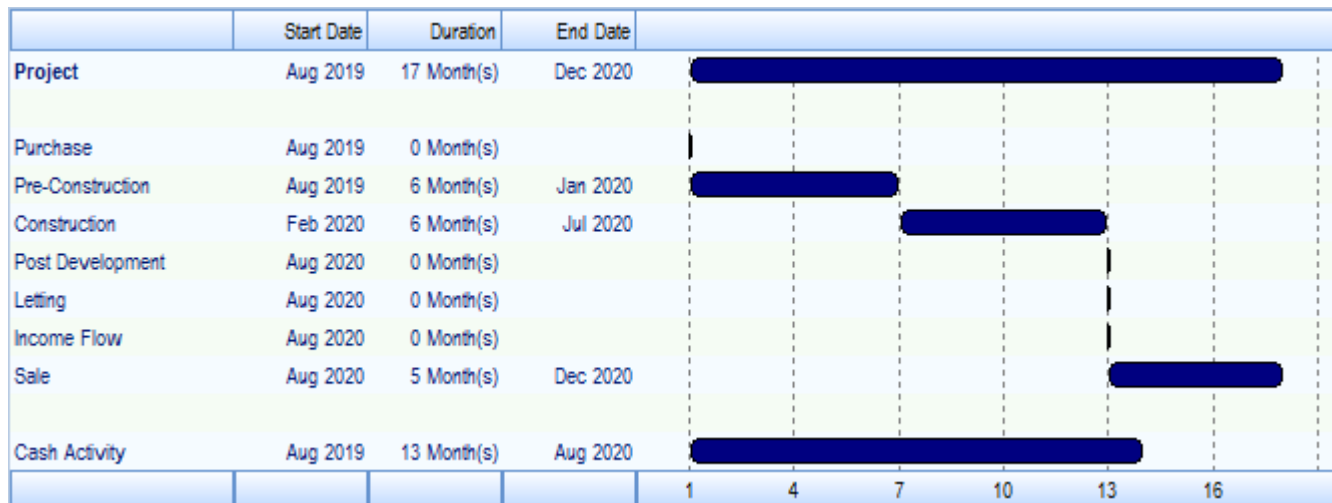 Start Date Duration End Date
Project Aug 2019 17 Month(s) Dec 2020
Purchase Aug 2019 0 Month(s)
Pre-Construction Aug 2019 6 Month(s) Jan 2020
Construction Feb 2020 6 Month(s) Jul 2020
Post Development Aug 2020 0 Month(s)
Letting Aug 2020 0 Month(s)
Income Flow Aug 2020 0 Month(s)
Sale Aug 2020 5 Month(s) Dec 2020
Cash Activity Aug 2019 13 Month(s) Aug 2020
1 4 7 10 13 16